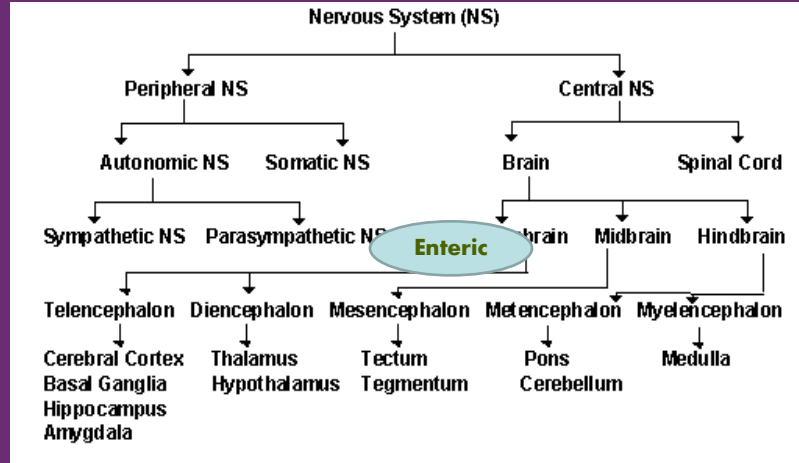 Nervous System (NS)
Peripheral NS Central NS
Autonomic NS Somatic NS Brain Spinal Cord
Sympathetic NS Parasympathetic NS Enteric brain Midbrain Hindbrain
Telencephalon Diencephalon Mesencephalon Metencephalon Myelencephalon
Cerebral Cortex Thalamus Tectum Pons Medulla
Basal Ganglia Hypothalamus Tegmentum Cerebellum
Hippocampus
Amygdala